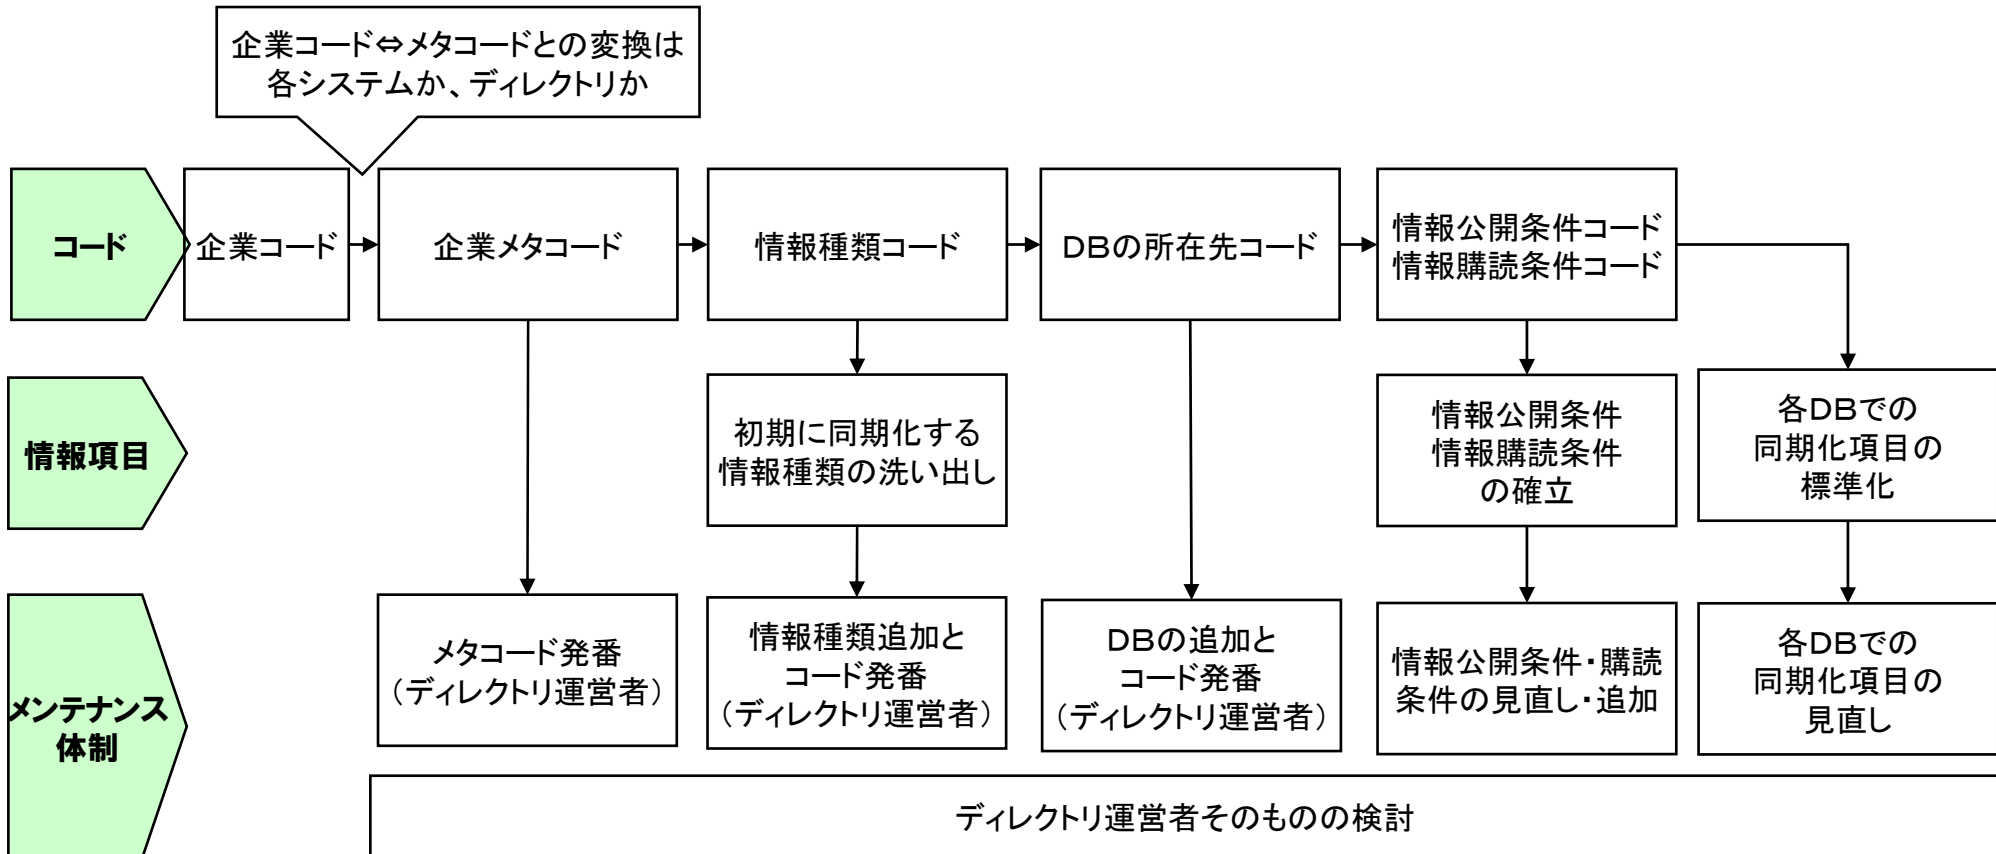 企業コード⇔メタコードとの変換は
各システムか、ディレクトリか
コード
企業コード
企業メタコード
情報種類コード
DBの所在先コード
情報公開条件コード
情報購読条件コード
情報項目
初期に同期化する
情報種類の洗い出し
情報公開条件
情報購読条件
の確立
各DBでの
同期化項目の
標準化
メンテナンス
体制
メタコード発番
（ディレクトリ運営者）
情報種類追加と
コード発番
（ディレクトリ運営者）
DBの追加と
コード発番
（ディレクトリ運営者）
情報公開条件・購読
条件の見直し・追加
各DBでの
同期化項目の
見直し
ディレクトリ運営者そのものの検討